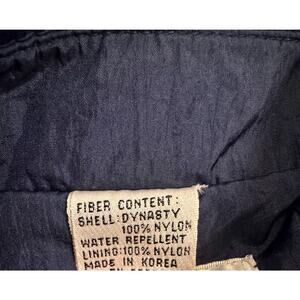 FIBER CONTENT:
SHELL: DYNASTY
100% NYLON
WATER REPELLENT
LINING: 100% NYLON
MADE IN KOREA